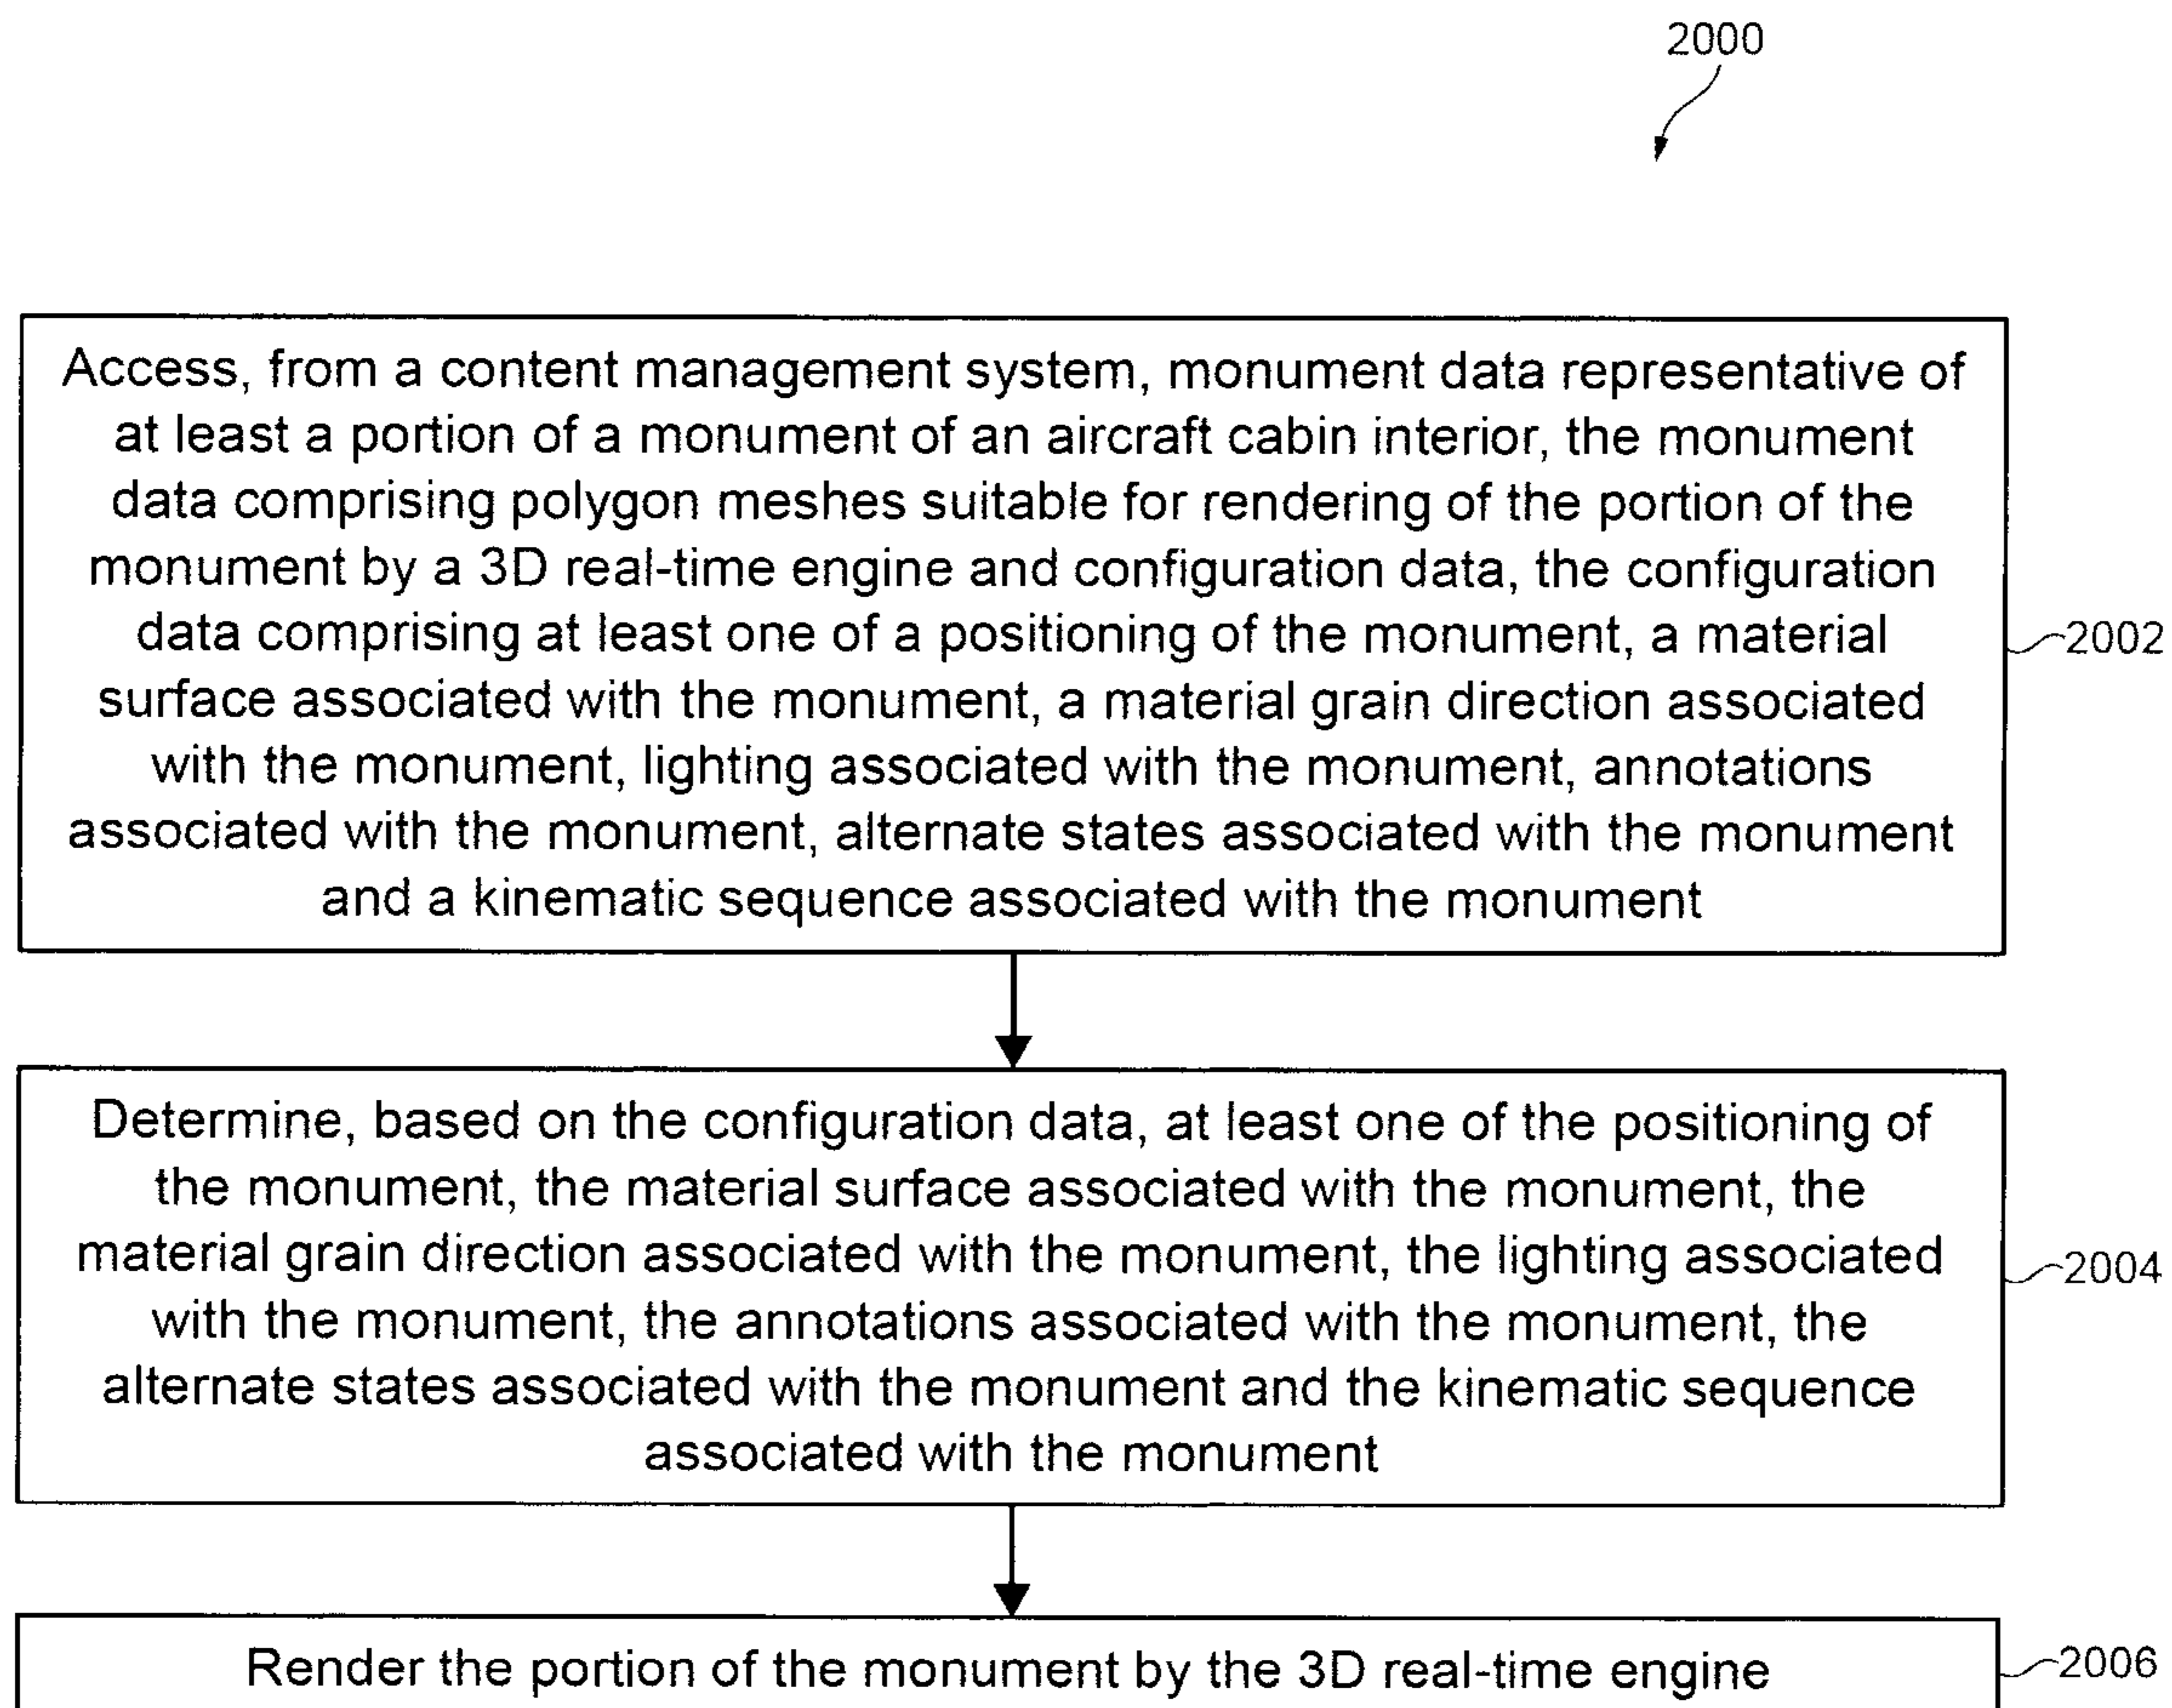 2000
Access, from a content management system, monument data representative of
at least a portion of a monument of an aircraft cabin interior, the monument
data comprising polygon meshes suitable for rendering of the portion of the
monument by a 3D real-time engine and configuration data, the configuration
data comprising at least one of a positioning of the monument, a material
surface associated with the monument, a material grain direction associated
with the monument, lighting associated with the monument, annotations
associated with the monument, alternate states associated with the monument
and a kinematic sequence associated with the monument
2002
Determine, based on the configuration data, at least one of the positioning of
the monument, the material surface associated with the monument, the
material grain direction associated with the monument, the lighting associated
with the monument, the annotations associated with the monument, the
alternate states associated with the monument and the kinematic sequence
associated with the monument
2004
Render the portion of the monument by the 3D real-time engine
2006